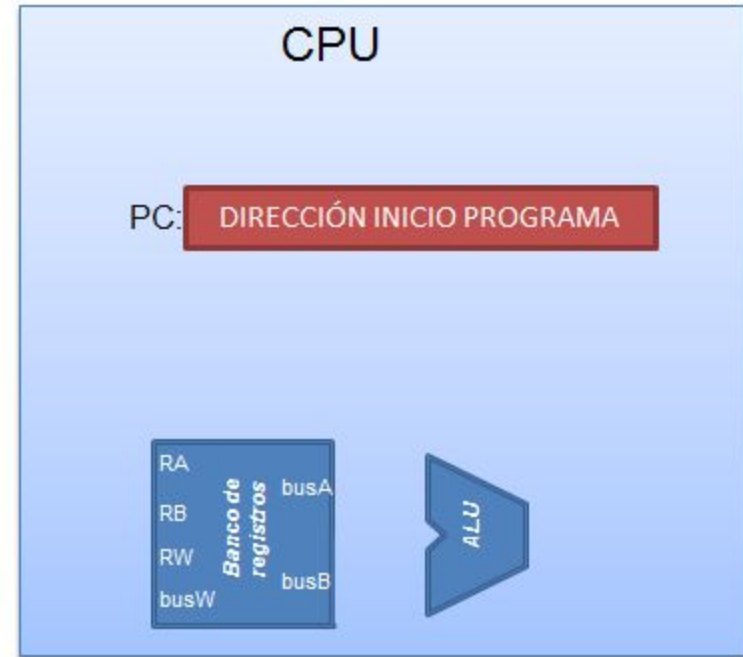 CPU
PC:
DIRECCIÓN INICIO PROGRAMA
RA
RB
RW
busW
Banco de
registros
busA
busB
ALU